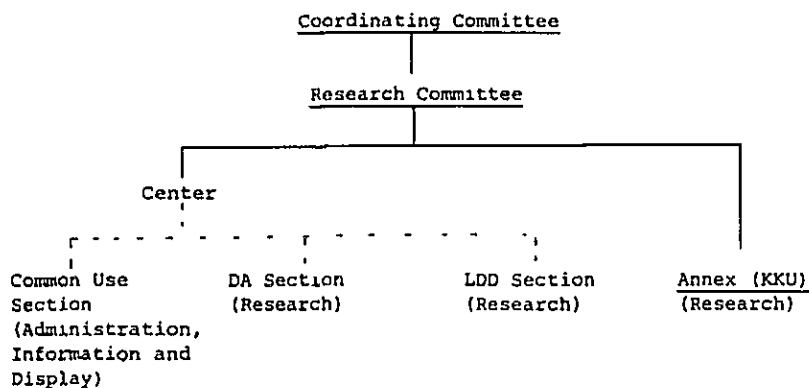 Coordinating Committee
Research Committee
Center
Common Use
Section
(Administration,
Information and
Display)
DA Section
(Research)
LDD Section
(Research)
Annex (KKU)
(Research)